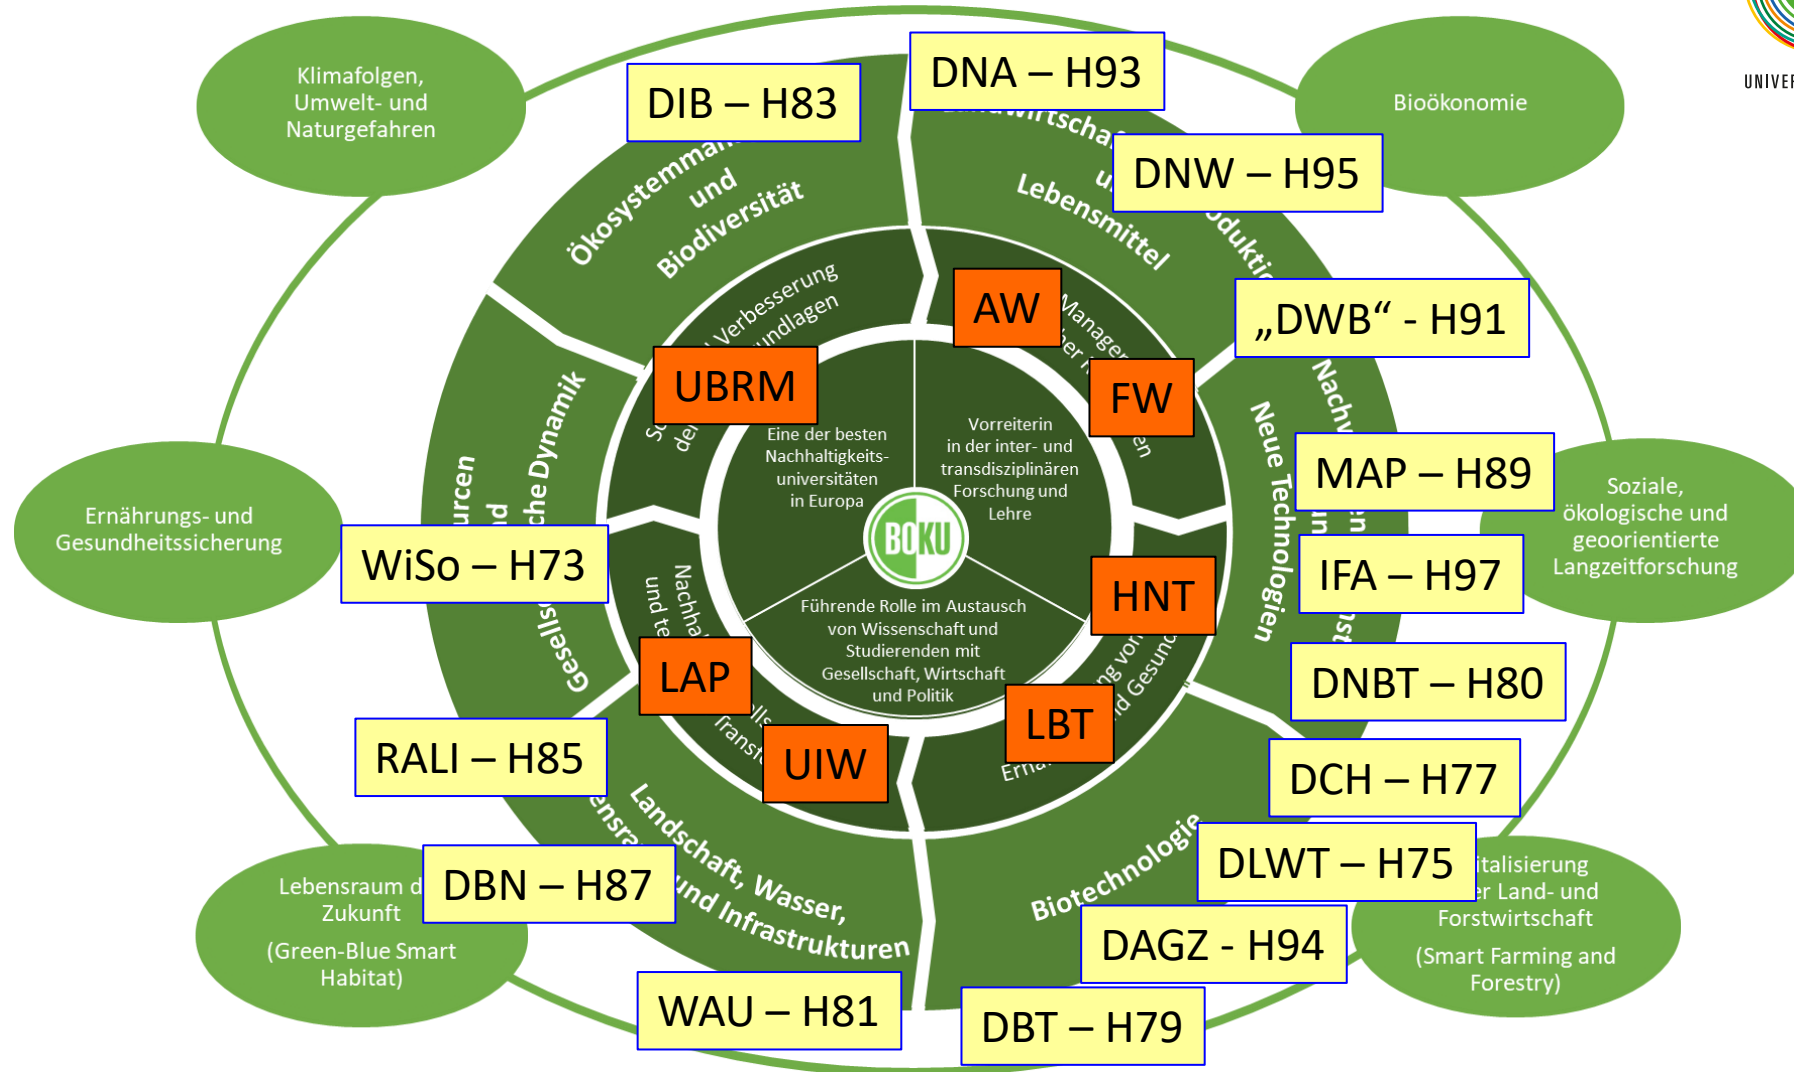 Klimafolgen,
Umwelt- und
Naturgefahren
DIB – H83
DNA – H93
Bioökonomie
DNW – H95
und
Biodiversität
Lebensmittel
Verbesserung
AW
„DWB“ - H91
UBRM
FW
Eine der besten
Nachhaltigkeits-
universitäten
in Europa
Vorreiterin
in der inter- und
transdisziplinären
Forschung und
Lehre
Neue Technologien
MAP – H89
Soziale,
ökologische und
geoorientierte
Langzeitforschung
Ernährungs- und
Gesundheitssicherung
Dynamik
BOKU
WiSo – H73
IFA – H97
HNT
Führende Rolle im Austausch
von Wissenschaft und
Studierenden mit
Gesellschaft, Wirtschaft
und Politik
LAP
DNBT – H80
LBT
UIW
RALI – H85
DCH – H77
Landschaft, Wasser,
und Infrastrukturen
Biotechnologie
DLWT – H75
DBN – H87
Lebensraum
Zukunft
(Green-Blue Smart
Habitat)
Land- und
Forstwirtschaft
(Smart Farming and
Forestry)
DAGZ - H94
WAU – H81
DBT – H79